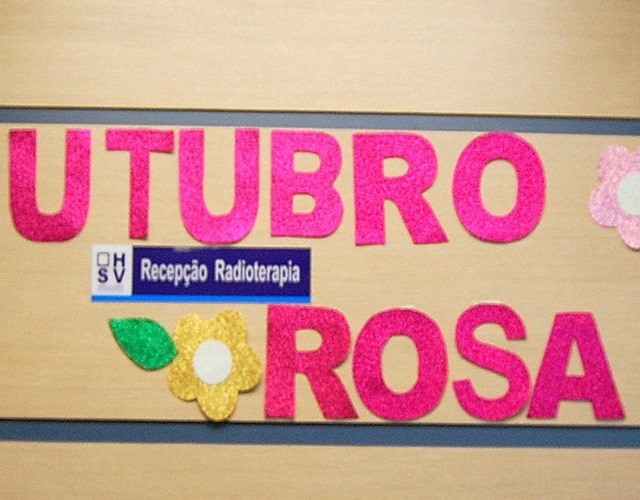 UTUBRO
HSV
Recepção Radioterapia
ROSA